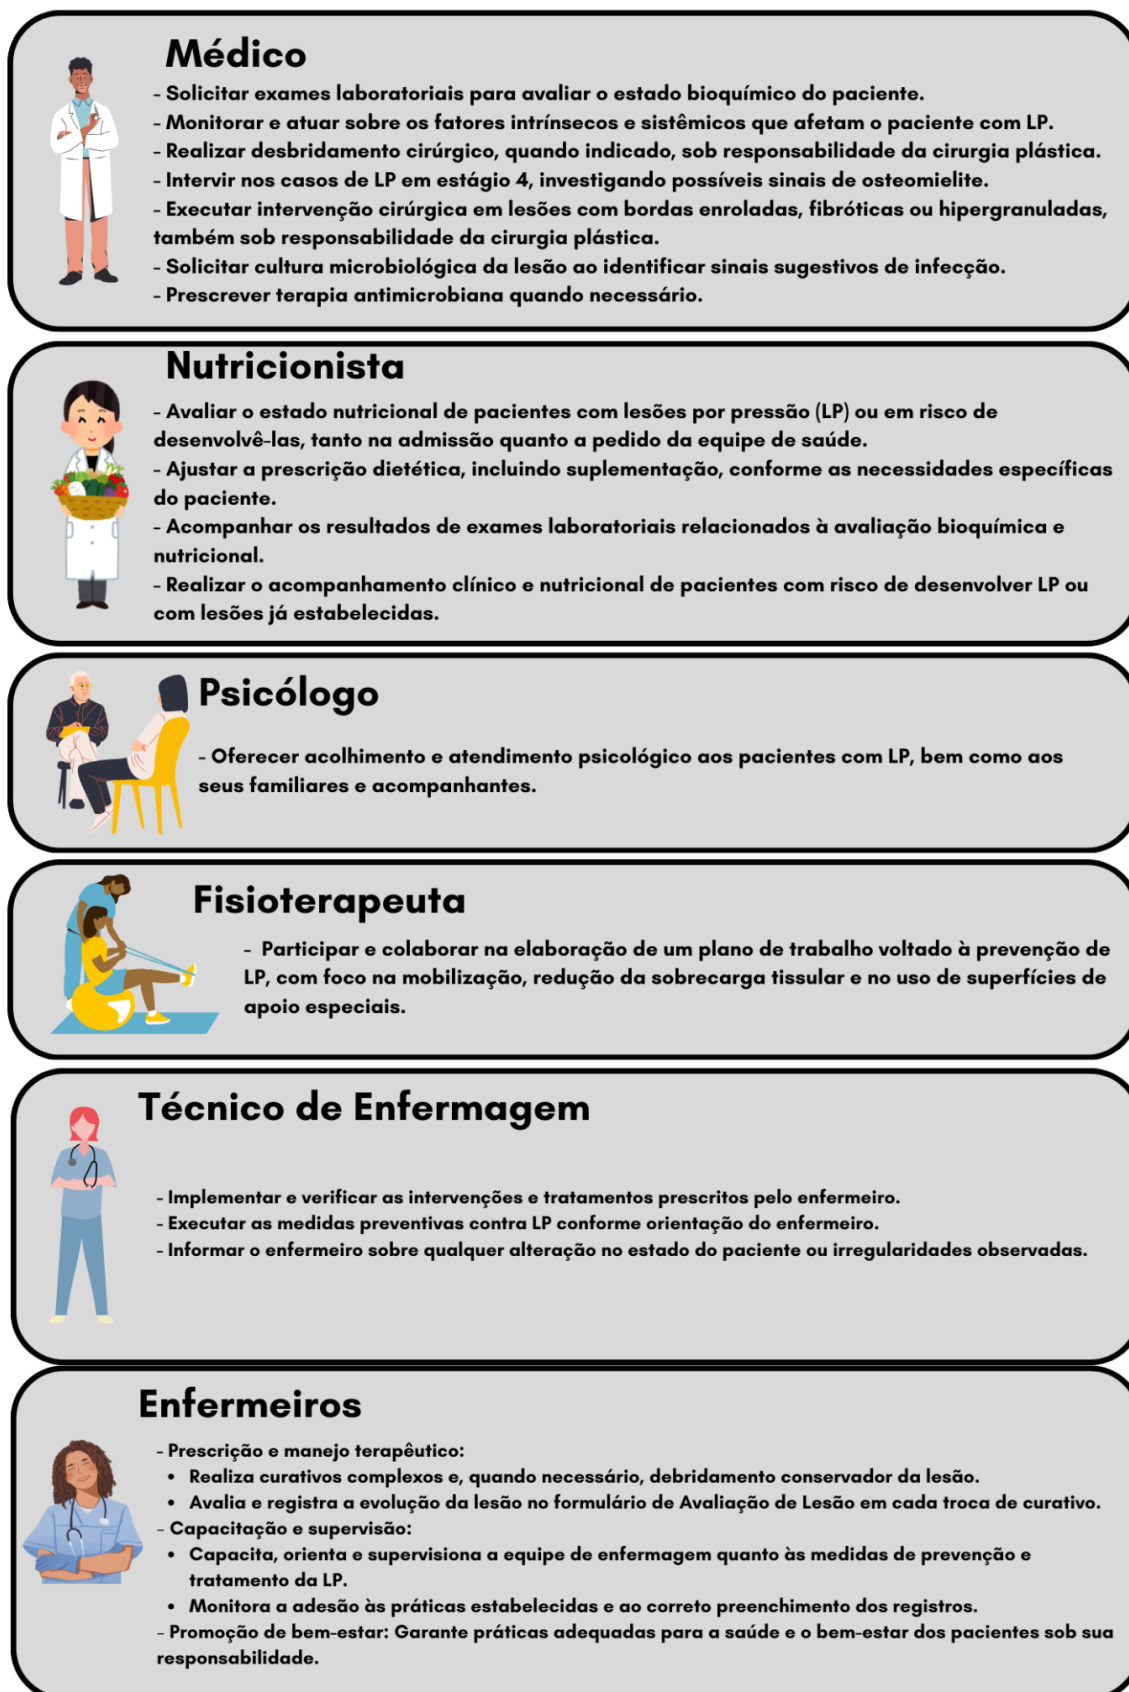 Médico
- Solicitar exames laboratoriais para avaliar o estado bioquímico do paciente.
- Monitorar e atuar sobre os fatores intrínsecos e sistêmicos que afetam o paciente com LP.
- Realizar desbridamento cirúrgico, quando indicado, sob responsabilidade da cirurgia plástica.
- Intervir nos casos de LP em estágio 4, investigando possíveis sinais de osteomielite.
- Executar intervenção cirúrgica em lesões com bordas enroladas, fibróticas ou hipergranuladas,
também sob responsabilidade da cirurgia plástica.
- Solicitar cultura microbiológica da lesão ao identificar sinais sugestivos de infecção.
- Prescrever terapia antimicrobiana quando necessário.
Nutricionista
- Avaliar o estado nutricional de pacientes com lesões por pressão (LP) ou em risco de
desenvolvê-las, tanto na admissão quanto a pedido da equipe de saúde.
- Ajustar a prescrição dietética, incluindo suplementação, conforme as necessidades específicas
do paciente.
- Acompanhar os resultados de exames laboratoriais relacionados à avaliação bioquímica e
nutricional.
- Realizar o acompanhamento clínico e nutricional de pacientes com risco de desenvolver LP ou
com lesões já estabelecidas.
Psicólogo
- Oferecer acolhimento e atendimento psicológico aos pacientes com LP, bem como aos
seus familiares e acompanhantes.
Fisioterapeuta
- Participar e colaborar na elaboração de um plano de trabalho voltado à prevenção de
LP, com foco na mobilização, redução da sobrecarga tissular e no uso de superfícies de
apoio especiais.
Técnico de Enfermagem
- Implementar e verificar as intervenções e tratamentos prescritos pelo enfermeiro.
- Executar as medidas preventivas contra LP conforme orientação do enfermeiro.
- Informar o enfermeiro sobre qualquer alteração no estado do paciente ou irregularidades observadas.
Enfermeiros
- Prescrição e manejo terapêutico:
• Realiza curativos complexos e, quando necessário, debridamento conservador da lesão.
• Avalia e registra a evolução da lesão no formulário de Avaliação de Lesão em cada troca de curativo.
- Capacitação e supervisão:
• Capacita, orienta e supervisiona a equipe de enfermagem quanto às medidas de prevenção e
tratamento da LP.
• Monitora a adesão às práticas estabelecidas e ao correto preenchimento dos registros.
- Promoção de bem-estar: Garante práticas adequadas para a saúde e o bem-estar dos pacientes sob sua
responsabilidade.